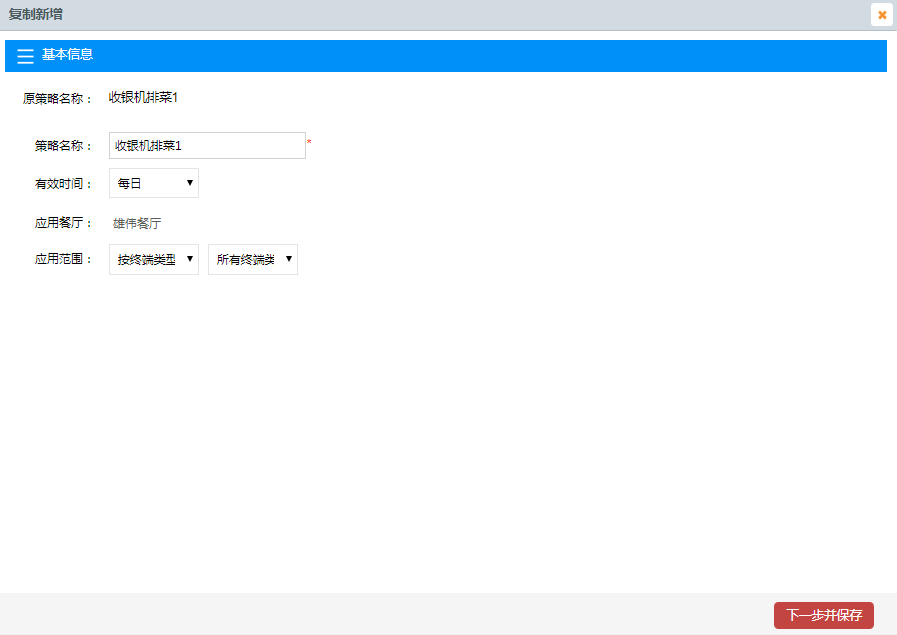 复制新增
基本信息
原策略名称： 收银机排菜1
策略名称： 收银机排菜1 *
有效时间： 每日
应用餐厅： 雄伟餐厅
应用范围： 按终端类型 所有终端类
下一步并保存